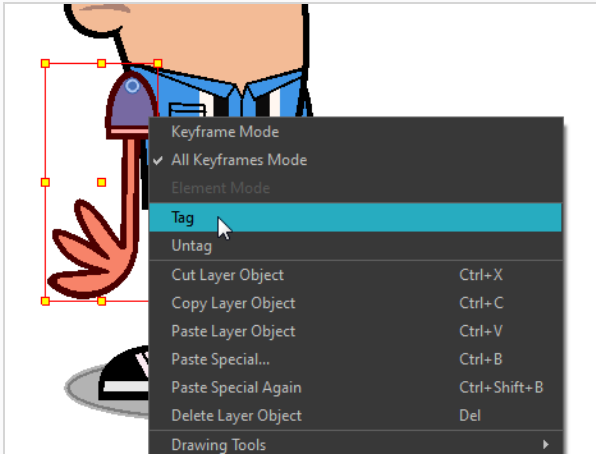 Keyframe Mode
All Keyframes Mode
Element Mode
Tag
Untag
Cut Layer Object Ctrl+X
Copy Layer Object Ctrl+C
Paste Layer Object Ctrl+V
Paste Special... Ctrl+B
Paste Special Again Ctrl+Shift+B
Delete Layer Object Del
Drawing Tools